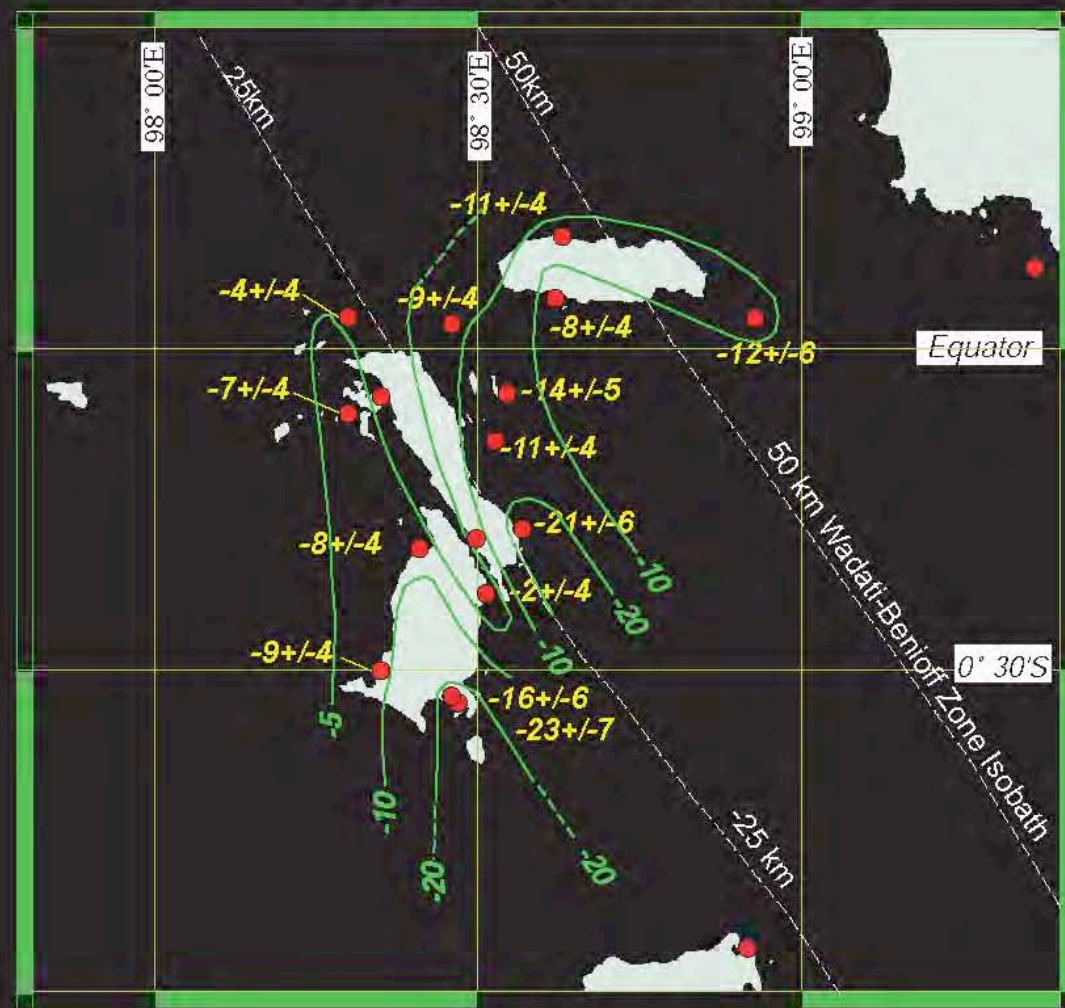 98° 00'E
98° 30'E
99° 00'E
25km
50km
-11+/-4
-4+/-4
-9+/-4
-8+/-4
-12+/-6
Equator
-7+/-4
-14+/-5
-11+/-4
50 km Wadati-Benioff Zone Isobath
-8+/-4
-21+/-6
-10
-2+/-4
-20
-10
-9+/-4
0° 30'S
-16+/-6
-23+/-7
-5
-10
-20
-20
-25 km